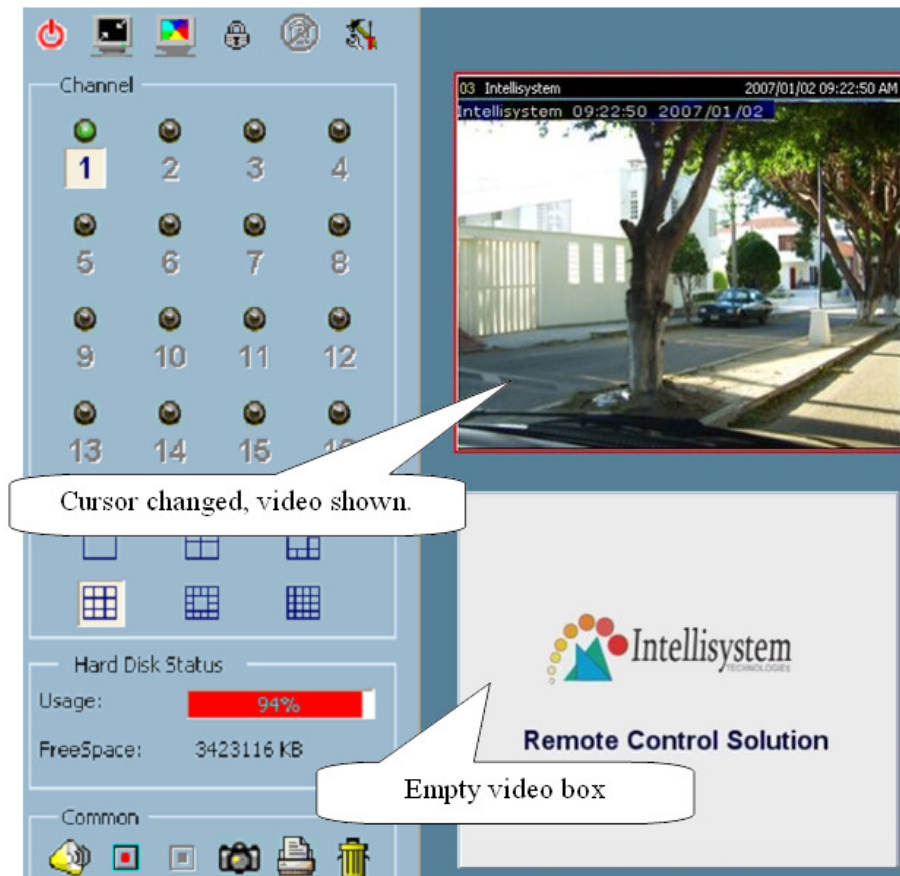 Channel
1 2 3 4
5 6 7 8
9 10 11 12
13 14 15
Cursor changed, video shown.
Hard Disk Status
Usage: 94%
FreeSpace: 3423116 KB
Common
03 Intellisystem 2007/01/02 09:22:50 AM
Intellisystem 09:22:50 2007/01/02
Intellisystem
TECHNOLOGIES
Remote Control Solution
Empty video box